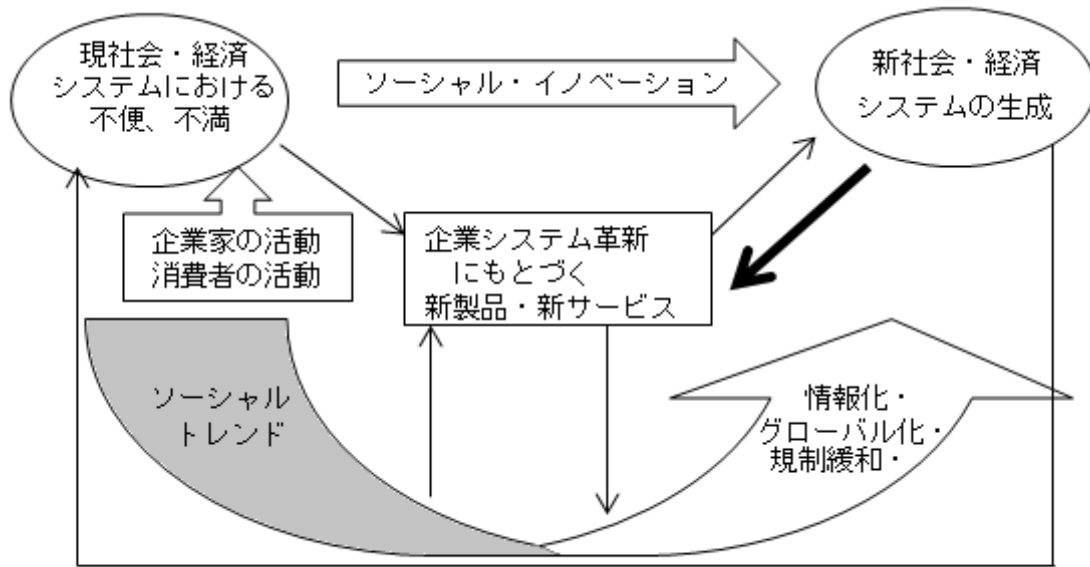 現社会・経済
システムにおける
不便、不満
ソーシャル・イノベーション
新社会・経済
システムの生成
企業家の活動
消費者の活動
企業システム革新
にもとづく
新製品・新サービス
ソーシャル
トレンド
情報化・
グローバル化・
規制緩和・